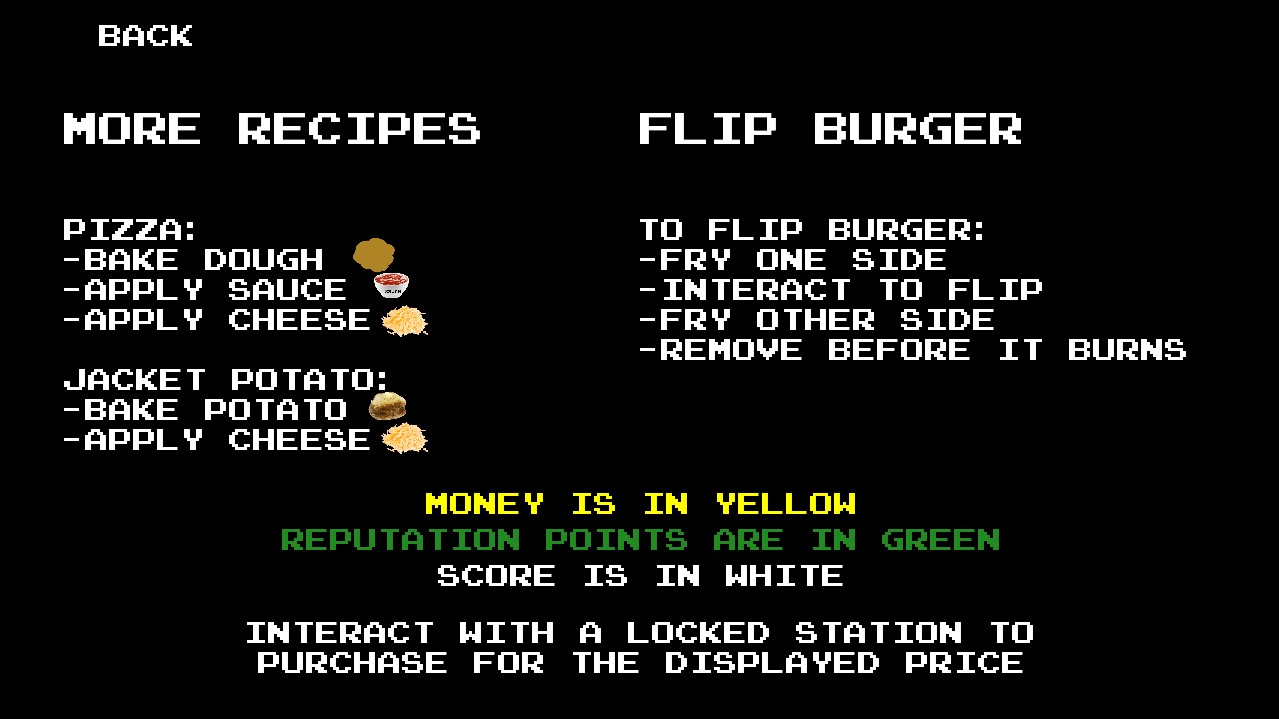 BACK
MORE RECIPES
PIZZA:
-BAKE DOUGH
-APPLY SAUCE
-APPLY CHEESE
JACKET POTATO:
-BAKE POTATO
-APPLY CHEESE
FLIP BURGER
TO FLIP BURGER:
-FRY ONE SIDE
-INTERACT TO FLIP
-FRY OTHER SIDE
-REMOVE BEFORE IT BURNS
MONEY IS IN YELLOW
REPUTATION POINTS ARE IN GREEN
SCORE IS IN WHITE
INTERACT WITH A LOCKED STATION TO
PURCHASE FOR THE DISPLAYED PRICE